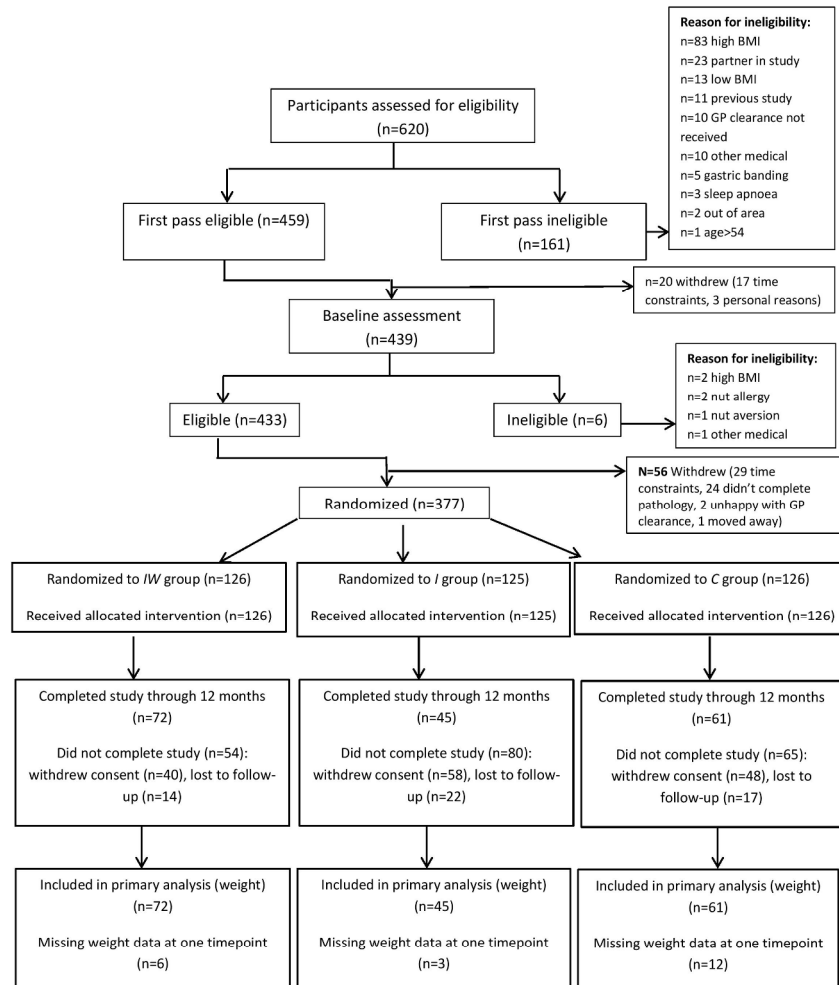 Reason for ineligibility:
n=83 high BMI
n=23 partner in study
n=13 low BMI
n=11 previous study
n=10 GP clearance not
received
n=10 other medical
n=5 gastric banding
n=3 sleep apnoea
n=2 out of area
n=1 age>54
Participants assessed for eligibility
(n=620)
First pass eligible (n=459)
First pass ineligible
(n=161)
n=20 withdrew (17 time
constraints, 3 personal reasons)
Baseline assessment
(n=439)
Reason for ineligibility:
n=2 high BMI
n=2 nut allergy
n=1 nut aversion
n=1 other medical
Eligible (n=433)
Ineligible (n=6)
N=56 Withdrew (29 time
constraints, 24 didn't complete
pathology, 2 unhappy with GP
clearance, 1 moved away)
Randomized (n=377)
Randomized to IW group (n=126)
Received allocated intervention (n=126)
Randomized to I group (n=125)
Received allocated intervention (n=125)
Randomized to C group (n=126)
Received allocated intervention (n=126)
Completed study through 12 months
(n=72)
Did not complete study (n=54):
withdrew consent (n=40), lost to follow-
up (n=14)
Completed study through 12 months
(n=45)
Did not complete study (n=80):
withdrew consent (n=58), lost to follow-
up (n=22)
Completed study through 12 months
(n=61)
Did not complete study (n=65):
withdrew consent (n=48), lost to
follow-up (n=17)
Included in primary analysis (weight)
(n=72)
Missing weight data at one timepoint
(n=6)
Included in primary analysis (weight)
(n=45)
Missing weight data at one timepoint
(n=3)
Included in primary analysis (weight)
(n=61)
Missing weight data at one timepoint
(n=12)